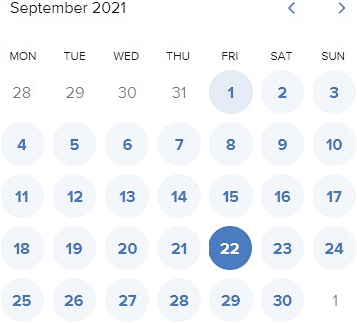 September 2021
MON TUE WED THU FRI SAT SUN
28 29 30 31 1 2 3
4 5 6 7 8 9 10
11 12 13 14 15 16 17
18 19 20 21 22 23 24
25 26 27 28 29 30 1